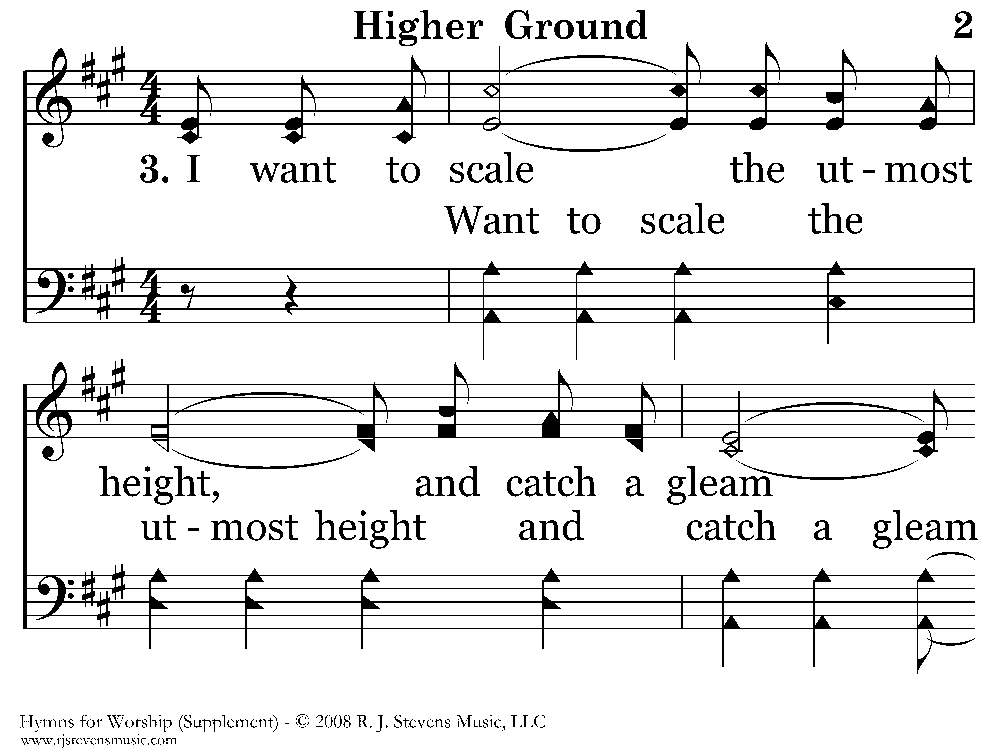 Higher Ground 2
3. I want to scale the ut - most
Want to scale the
height, and catch a gleam
ut - most height and catch a gleam
Hymns for Worship (Supplement) - © 2008 R. J. Stevens Music, LLC
www.rjstevensmusic.com